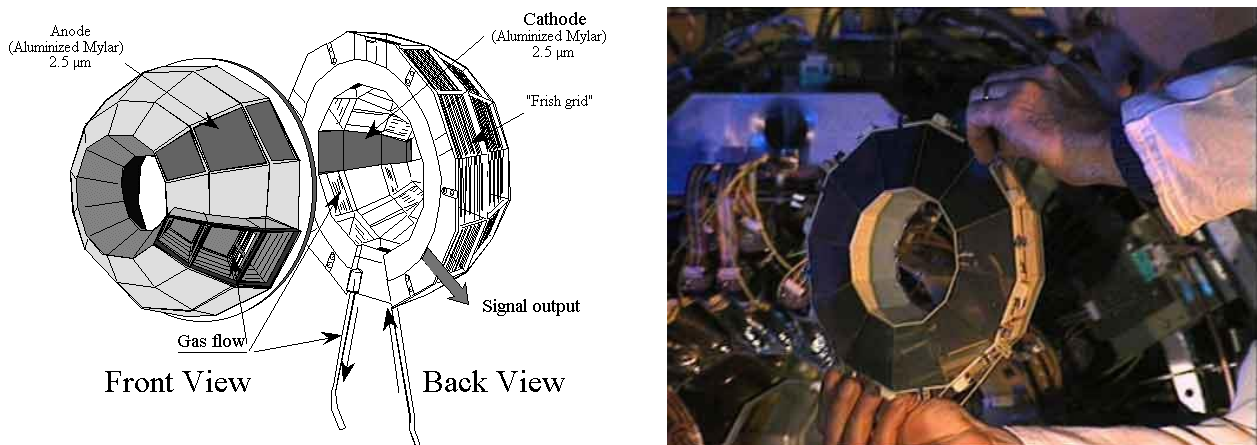 Anode
(Aluminized Mylar)
2.5 µm
Cathode
(Aluminized Mylar)
2.5 µm
"Frish grid"
Signal output
Gas flow
Front View
Back View